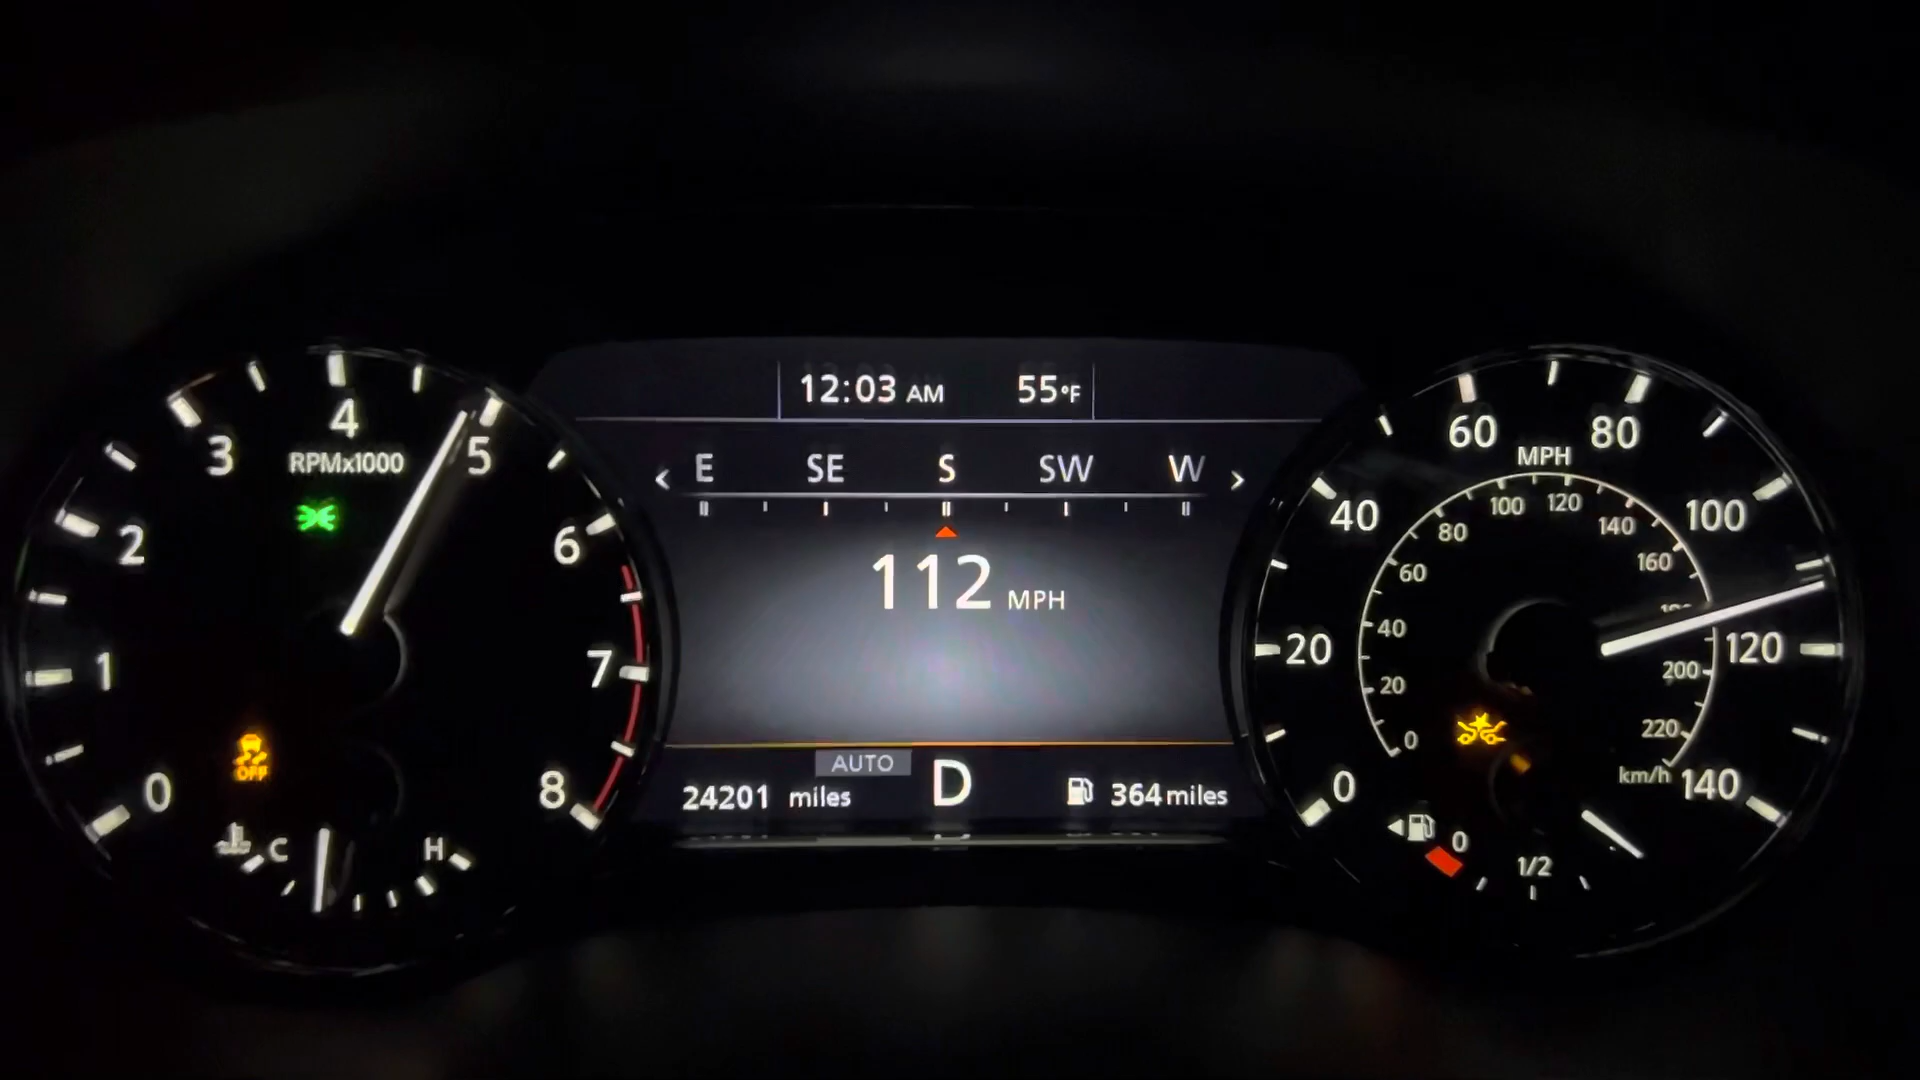 12:03 AM 55°F
E SE S SW W
112 MPH
AUTO
24201 miles D 364 miles
RPMx1000
0 1 2 3 4 5 6 7 8
OFF
C H
MPH
0 20 40 60 80 100 120 140
0 20 40 60 80 100 120 140 160 200 220
km/h
0 1/2